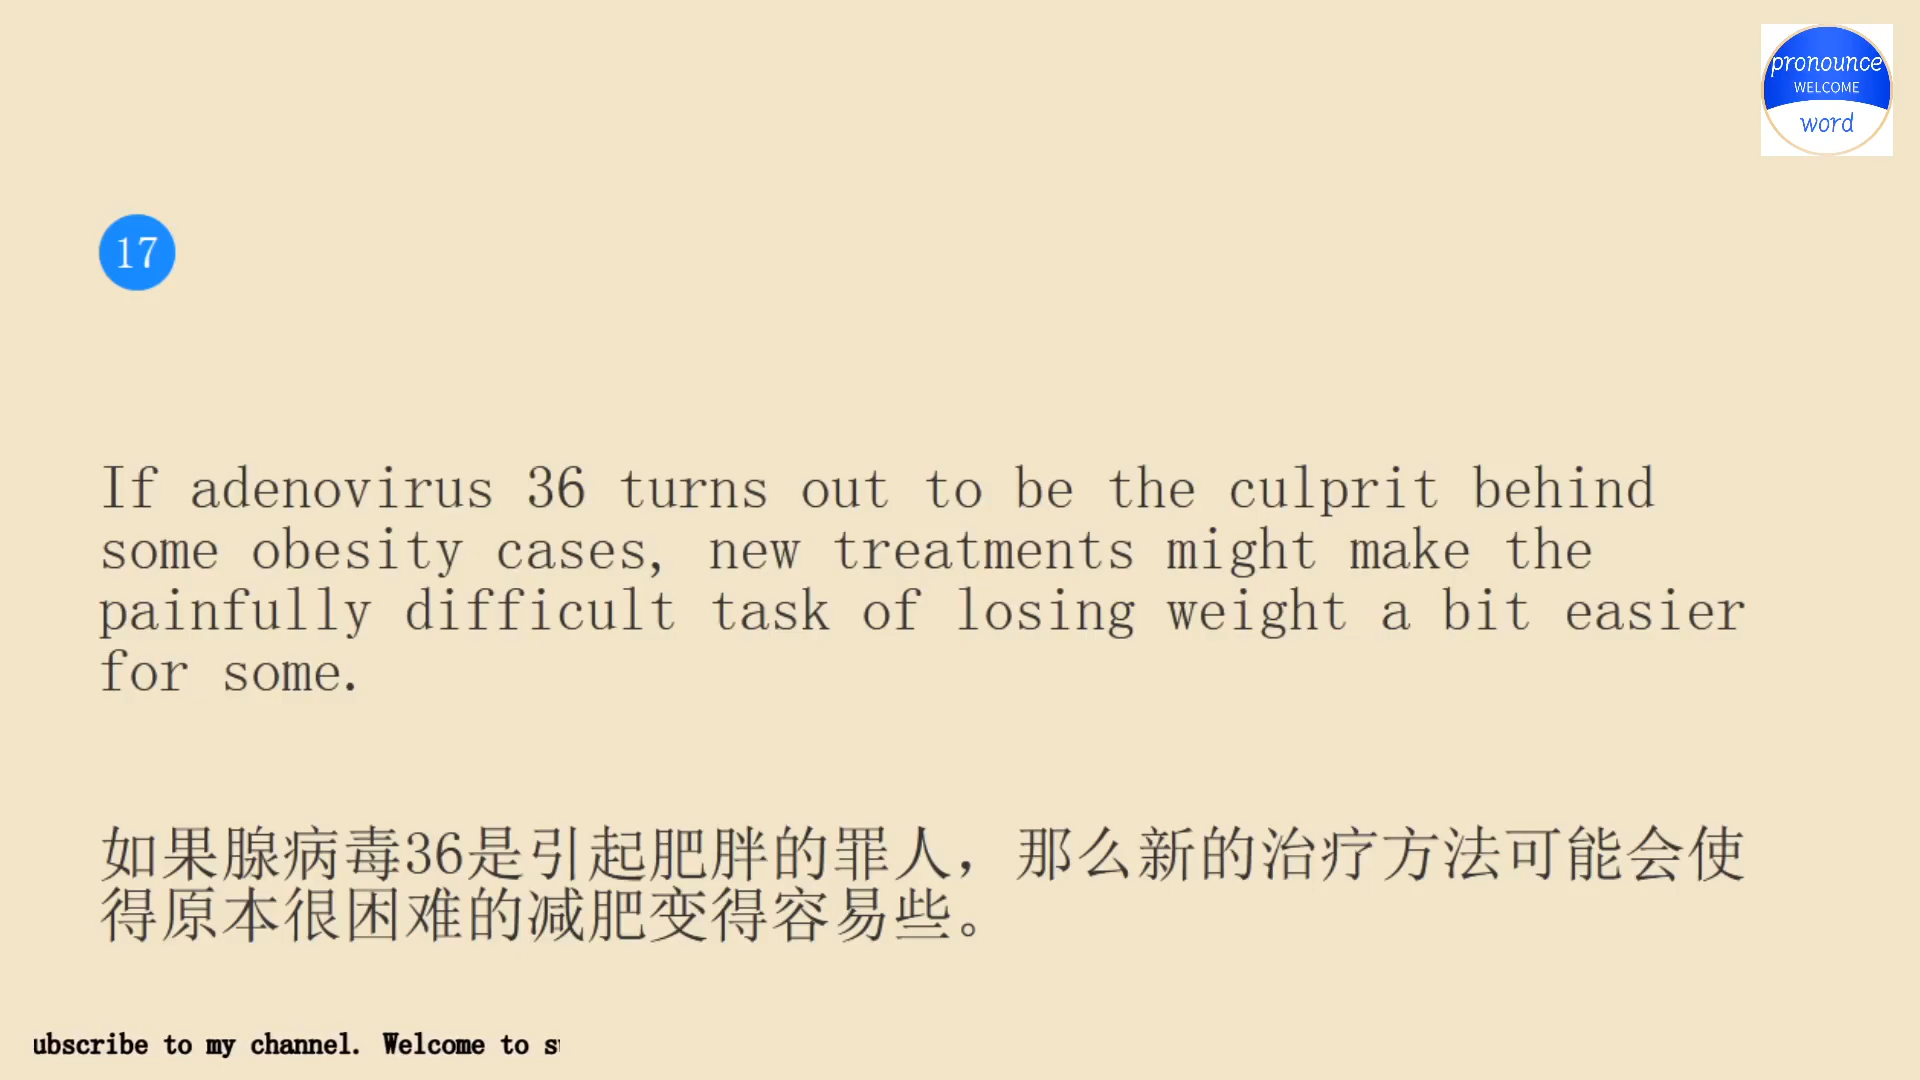 pronounce
WELCOME
word
17
If adenovirus 36 turns out to be the culprit behind
some obesity cases, new treatments might make the
painfully difficult task of losing weight a bit easier
for some.
如果腺病毒36是引起肥胖的罪人，那么新的治疗方法可能会使
得原本很困难的减肥变得容易些。
ubscribe to my channel. Welcome to s